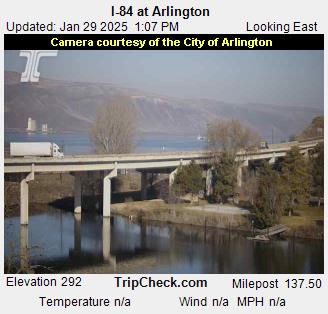 I-84 at Arlington
Updated: Jan 29 2025 1:07 PM Looking East
Camera courtesy of the City of Arlington
Elevation 292 TripCheck.com Milepost 137.50
Temperature n/a Wind n/a MPH n/a